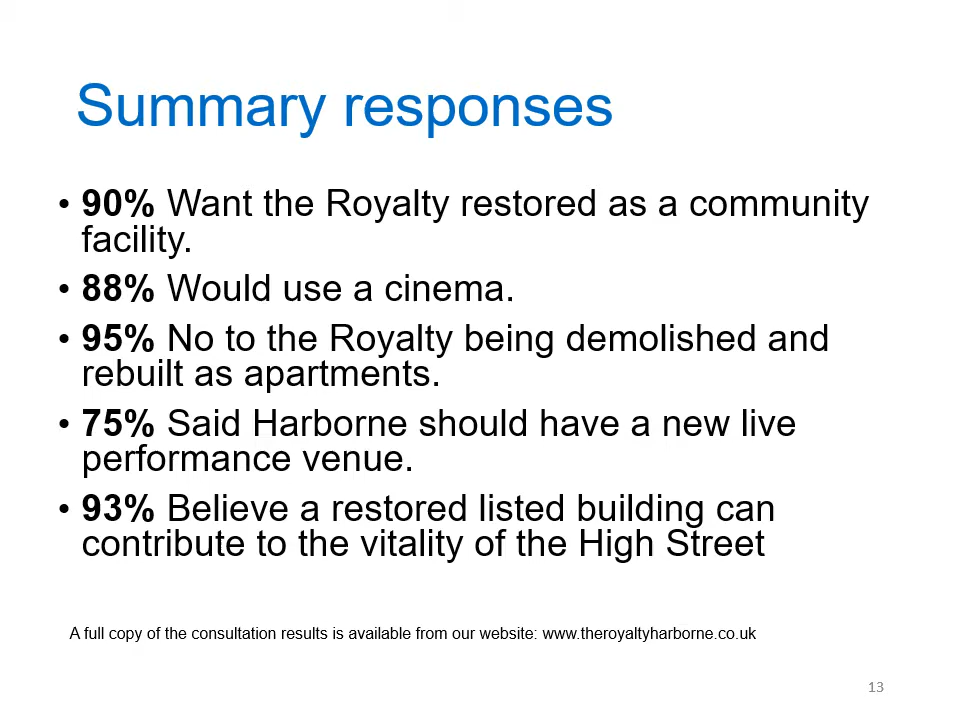 Summary responses
• 90% Want the Royalty restored as a community
facility.
• 88% Would use a cinema.
• 95% No to the Royalty being demolished and
rebuilt as apartments.
• 75% Said Harborne should have a new live
performance venue.
• 93% Believe a restored listed building can
contribute to the vitality of the High Street
A full copy of the consultation results is available from our website: www.theroyaltyharborne.co.uk
13